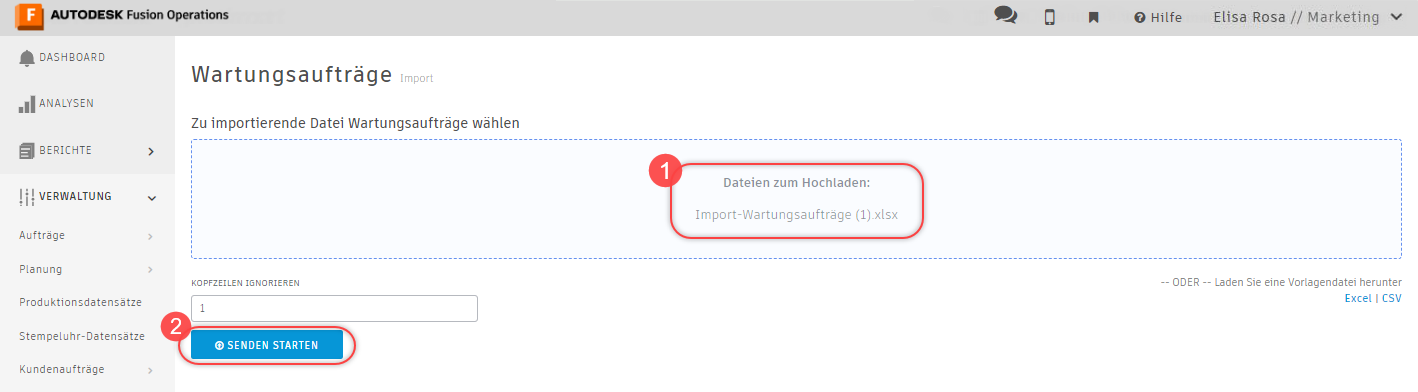 F AUTODESK Fusion Operations
Hilfe
Elisa Rosa // Marketing
DASHBOARD
ANALYSEN
BERICHTE
VERWALTUNG
Aufträge
Planung
Produktionsdatensätze
Stempeluhr-Datensätze
Kundenaufträge
Wartungsaufträge Import
Zu importierende Datei Wartungsaufträge wählen
1
Dateien zum Hochladen:
Import-Wartungsaufträge (1).xlsx
KOPFZEILEN IGNORIEREN
1
-- ODER -- Laden Sie eine Vorlagendatei herunter
Excel | CSV
2
SENDEN STARTEN